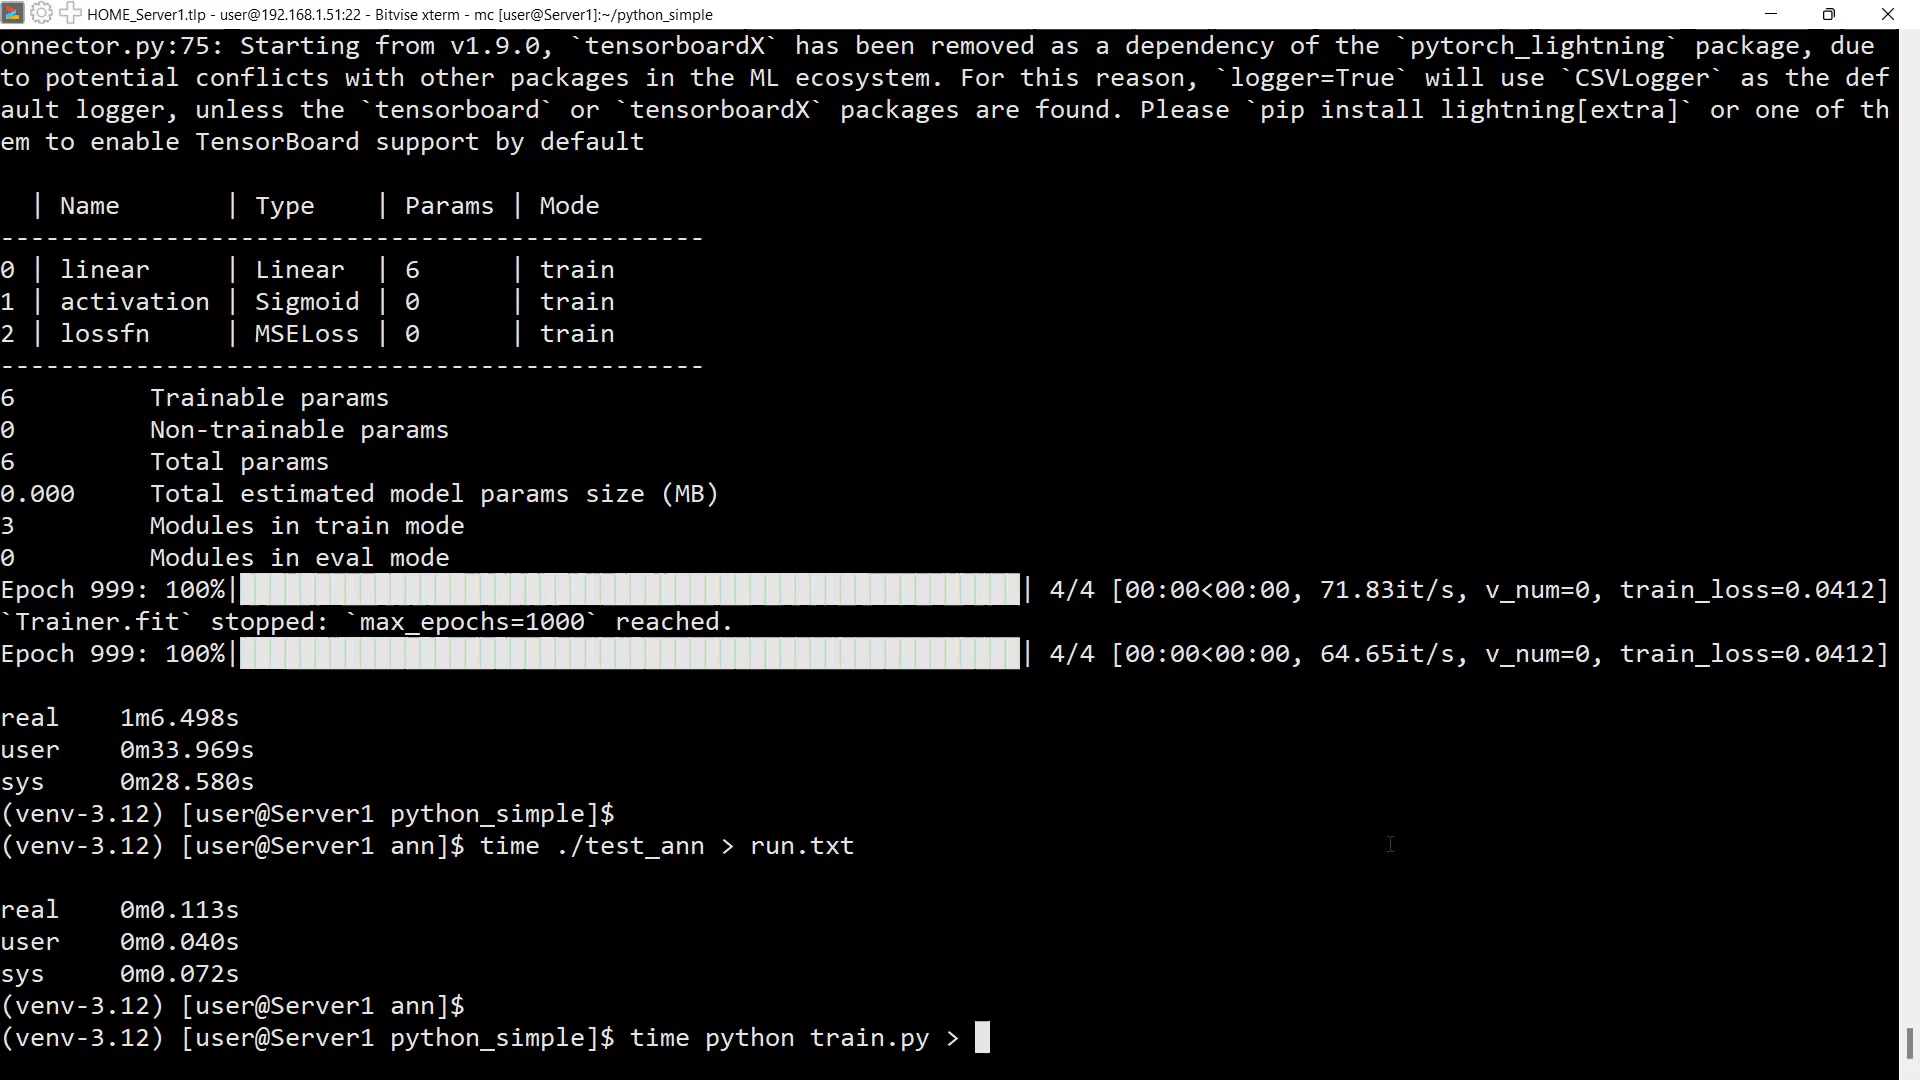 HOME_Server1.tlp - user@192.168.1.51:22 - Bitvise xterm - mc [user@Server1]:~/python_simple
onnector.py:75: Starting from v1.9.0, `tensorboardX` has been removed as a dependency of the `pytorch_lightning` package, due
to potential conflicts with other packages in the ML ecosystem. For this reason, `logger=True` will use `CSVLogger` as the def
ault logger, unless the `tensorboard` or `tensorboardX` packages are found. Please `pip install lightning[extra]` or one of th
em to enable TensorBoard support by default
  | Name       | Type    | Params | Mode
-----------------------------------------------
0 | linear     | Linear  | 6      | train
1 | activation | Sigmoid | 0      | train
2 | lossfn     | MSELoss | 0      | train
-----------------------------------------------
6         Trainable params
0         Non-trainable params
6         Total params
0.000     Total estimated model params size (MB)
3         Modules in train mode
0         Modules in eval mode
Epoch 999: 100%|████████████████████████████████████████████████████| 4/4 [00:00<00:00, 71.83it/s, v_num=0, train_loss=0.0412]
`Trainer.fit` stopped: `max_epochs=1000` reached.
Epoch 999: 100%|████████████████████████████████████████████████████| 4/4 [00:00<00:00, 64.65it/s, v_num=0, train_loss=0.0412]
real    1m6.498s
user    0m33.969s
sys     0m28.580s
(venv-3.12) [user@Server1 python_simple]$
(venv-3.12) [user@Server1 ann]$ time ./test_ann > run.txt
real    0m0.113s
user    0m0.040s
sys     0m0.072s
(venv-3.12) [user@Server1 ann]$
(venv-3.12) [user@Server1 python_simple]$ time python train.py >